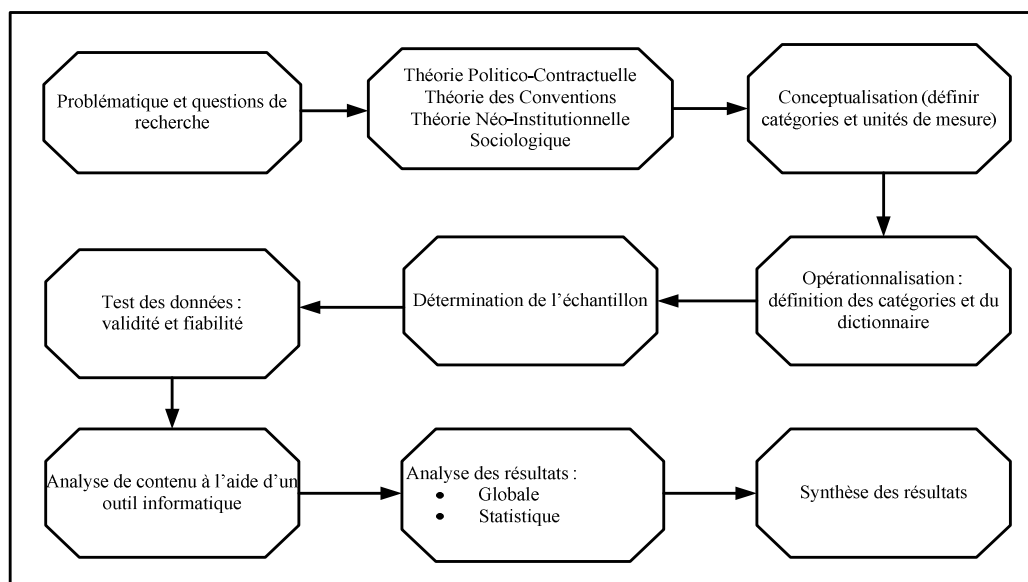 Problématique et questions de
recherche
Théorie Politico-Contractuelle
Théorie des Conventions
Théorie Néo-Institutionnelle
Sociologique
Conceptualisation (définir
catégories et unités de mesure)
Opérationnalisation :
définition des catégories et du
dictionnaire
Détermination de l'échantillon
Test des données :
validité et fiabilité
Analyse de contenu à l'aide d'un
outil informatique
Analyse des résultats :
• Globale
• Statistique
Synthèse des résultats